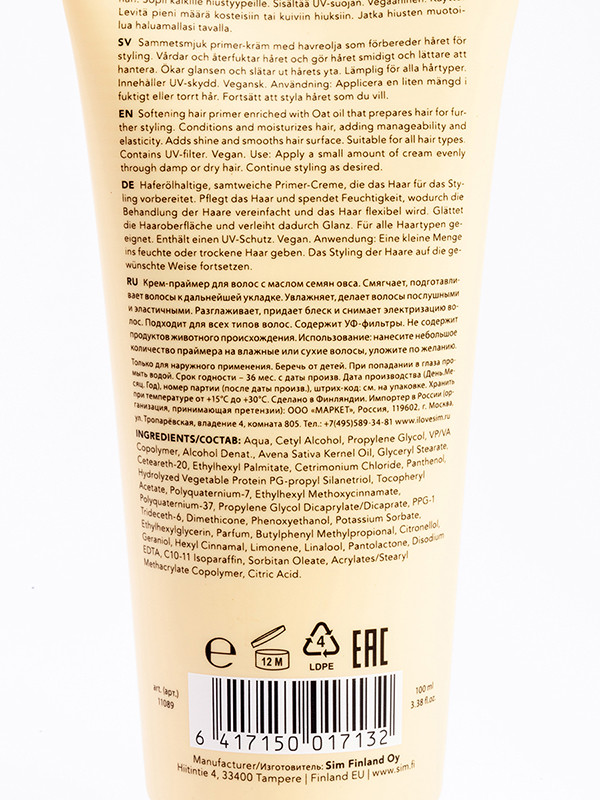 hiustyypeille. Sisältää UV-suojan. Vegaaninen.
Levitä pieni määrä kosteisiin tai kuiviin hiuksiin. Jatka hiusten muotoi-
lua haluamallasi tavalla.
SV Sammetsmjuk primer-kräm med havreolja som förbereder håret för
styling. Vårdar och återfuktar håret och gör håret smidigt och lättare att
hantera. Ökar glansen och slätar ut hårets yta. Lämplig för alla hårtyper.
Innehåller UV-skydd. Vegansk. Användning: Applicera en liten mängd i
fuktigt eller torrt hår. Fortsätt att styla håret som du vill.
EN Softening hair primer enriched with Oat oil that prepares hair for fur-
ther styling. Conditions and moisturizes hair, adding manageability and
elasticity. Adds shine and smooths hair surface. Suitable for all hair types.
Contains UV-filter. Vegan. Use: Apply a small amount of cream evenly
through damp or dry hair. Continue styling as desired.
DE Haferölhaltige, samtweiche Primer-Creme, die das Haar für das Sty-
ling vorbereitet. Pflegt das Haar und spendet Feuchtigkeit, wodurch die
Behandlung der Haare vereinfacht und das Haar flexibel wird. Glättet
die Haaroberfläche und verleiht dadurch Glanz. Für alle Haartypen ge-
eignet. Enthält einen UV-Schutz. Vegan. Anwendung: Eine kleine Menge
ins feuchte oder trockene Haar geben. Das Styling der Haare auf die ge-
wünschte Weise fortsetzen.
RU Крем-праймер для волос с маслом семян овса. Смягчает, подготавли-
вает волосы к дальнейшей укладке. Увлажняет, делает волосы послушными
и эластичными. Разглаживает, придает блеск и снимает электризацию во-
лос. Подходит для всех типов волос. Содержит УФ-фильтры. Не содержит
продуктов животного происхождения. Использование: нанесите небольшое
количество праймера на влажные или сухие волосы, уложите по желанию.
Только для наружного применения. Беречь от детей. При попадании в глаза про-
мыть водой. Срок годности – 36 мес. с даты произв. Дата производства (День.Ме-
сяц. Год), номер партии (после даты произв.), штрих-код: см. на упаковке. Хранить
при температуре от +15°С до +30°С. Сделано в Финляндии. Импортер в России (ор-
ганизация, принимающая претензии): ООО «МАРКЕТ», Россия, 119602, г. Москва,
ул. Тропарёвская, владение 4, комната 805. Тел.: +7(495)589-34-81 www.ilovesim.ru
INGREDIENTS/СОСТАВ: Aqua, Cetyl Alcohol, Propylene Glycol, VP/VA
Copolymer, Alcohol Denat., Avena Sativa Kernel Oil, Glyceryl Stearate,
Ceteareth-20, Ethylhexyl Palmitate, Cetrimonium Chloride, Panthenol,
Hydrolyzed Vegetable Protein PG-propyl Silanetriol, Tocopheryl
Acetate, Polyquaternium-7, Ethylhexyl Methoxycinnamate,
Polyquaternium-37, Propylene Glycol Dicaprylate/Dicaprate, PPG-1
Trideceth-6, Dimethicone, Phenoxyethanol, Potassium Sorbate,
Ethylhexylglycerin, Parfum, Butylphenyl Methylpropional, Citronellol,
Geraniol, Hexyl Cinnamal, Limonene, Linalool, Pantolactone, Disodium
EDTA, C10-11 Isoparaffin, Sorbitan Oleate, Acrylates/Stearyl
Methacrylate Copolymer, Citric Acid.
e 12 M 4 LDPE EAC
art. (арт.)
11089
100 ml
3.38 fl.oz.
6 417150 017132
Manufacturer/Изготовитель: Sim Finland Oy
Hiitintie 4, 33400 Tampere | Finland EU | www.sim.fi